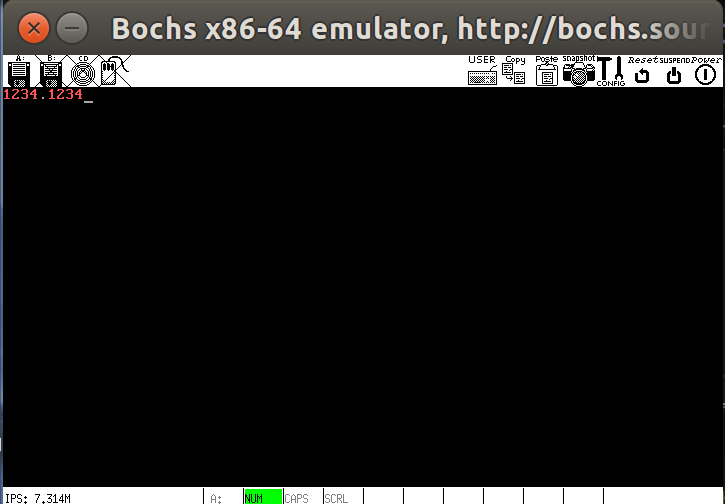 Bochs x86-64 emulator, http://bochs.sour
A: B: CD USER Copy Paste snapshot CONFIG Reset SUSPEND Power
1234.1234_
IPS: 7,314M A: NUM CAPS SCRL